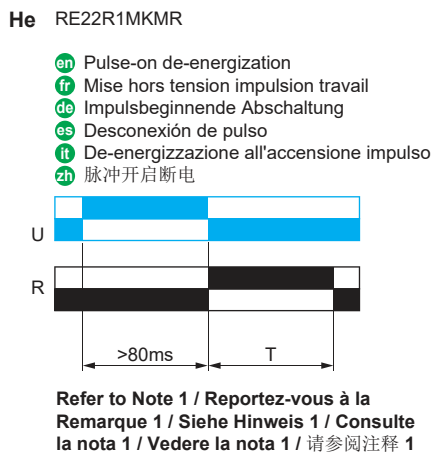 He RE22R1MKMR
en Pulse-on de-energization
fr Mise hors tension impulsion travail
de Impulsbeginnende Abschaltung
es Desconexión de pulso
it De-energizzazione all'accensione impulso
zh 脉冲开启断电
U
R
>80ms T
Refer to Note 1 / Reportez-vous à la
Remarque 1 / Siehe Hinweis 1 / Consulte
la nota 1 / Vedere la nota 1 / 请参阅注释 1